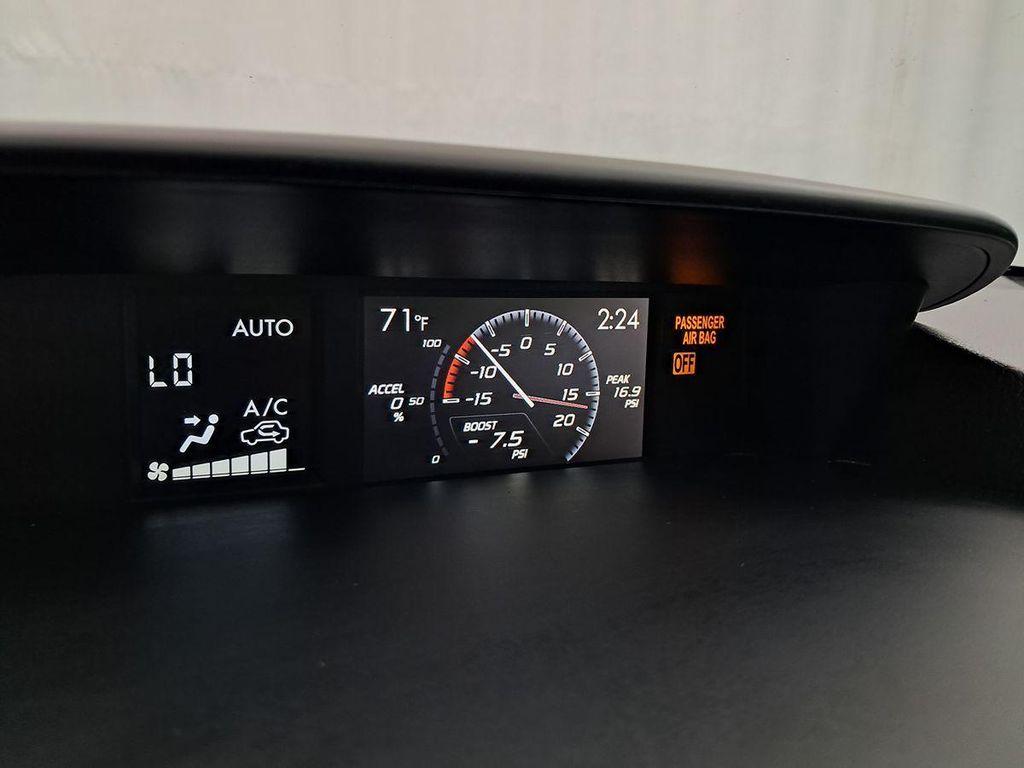 AUTO
LO
A/C
71°F
2:24
100
50
0
ACCEL
0
%
-15
-10
-5
0
5
10
15
20
BOOST
- 7.5
PSI
PEAK
16.9
PSI
PASSENGER
AIR BAG
OFF